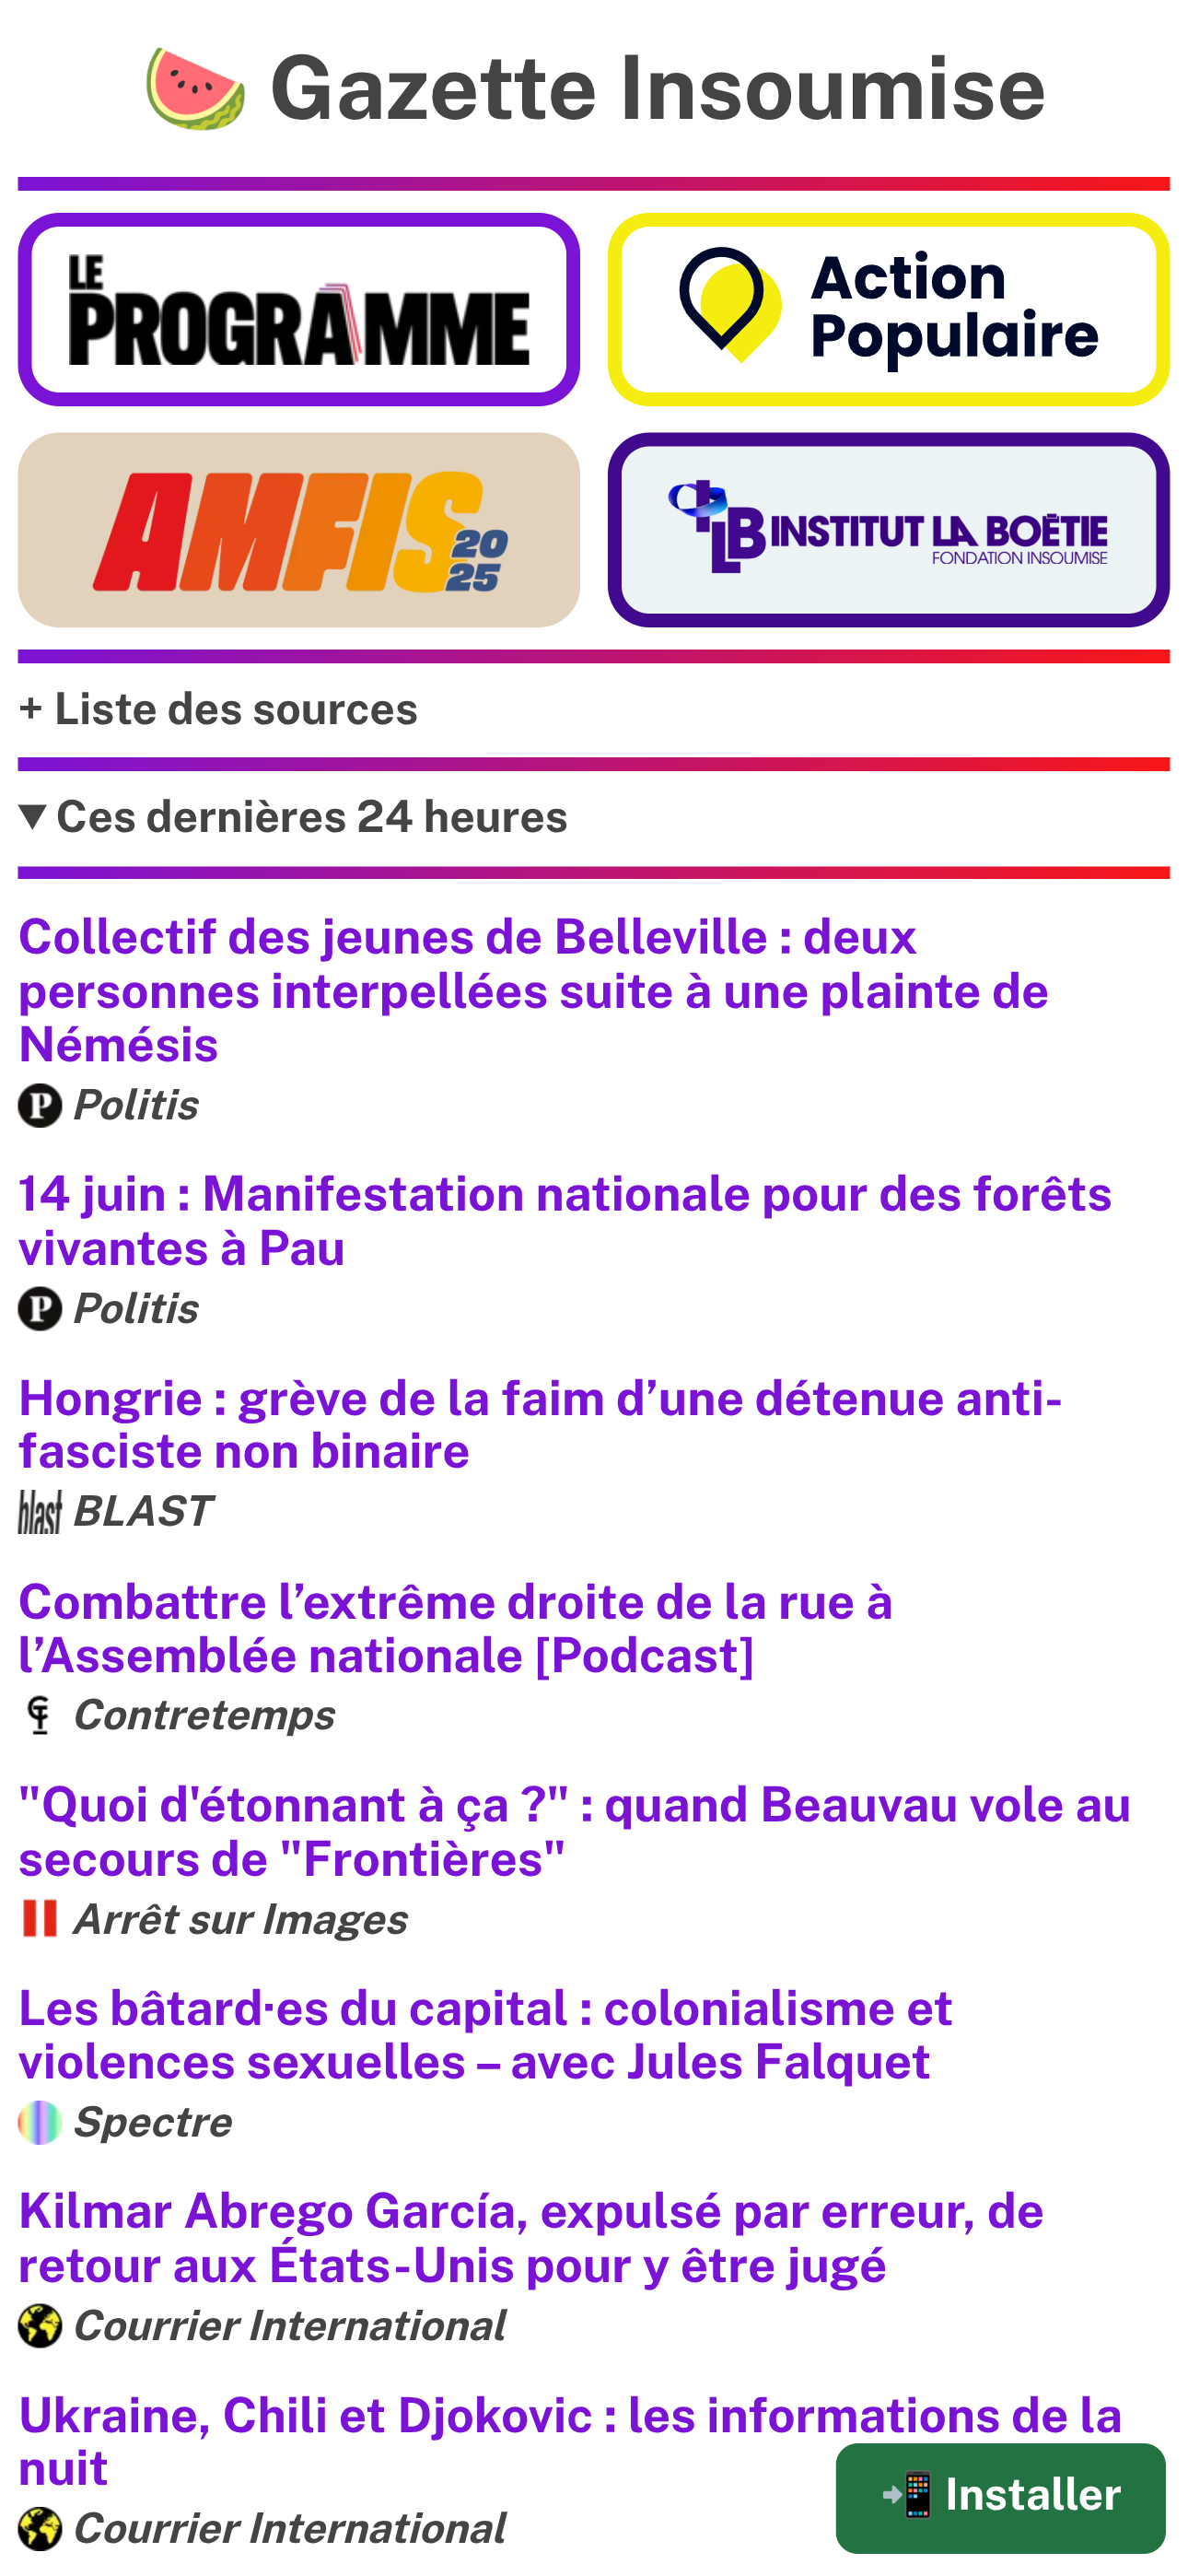 Gazette Insoumise
LE
PROGRAMME
Action
Populaire
AMFIS
20
25
ILB INSTITUT LA BOÉTIE
FONDATION INSOUMISE
+ Liste des sources
▼ Ces dernières 24 heures
Collectif des jeunes de Belleville : deux
personnes interpellées suite à une plainte de
Némésis
P Politis
14 juin : Manifestation nationale pour des forêts
vivantes à Pau
P Politis
Hongrie : grève de la faim d’une détenue anti-
fasciste non binaire
blast BLAST
Combattre l’extrême droite de la rue à
l’Assemblée nationale [Podcast]
Contretemps
"Quoi d'étonnant à ça ?" : quand Beauvau vole au
secours de "Frontières"
Arrêt sur Images
Les bâtard·es du capital : colonialisme et
violences sexuelles – avec Jules Falquet
Spectre
Kilmar Abrego García, expulsé par erreur, de
retour aux États-Unis pour y être jugé
Courrier International
Ukraine, Chili et Djokovic : les informations de la
nuit
Installer
Courrier International